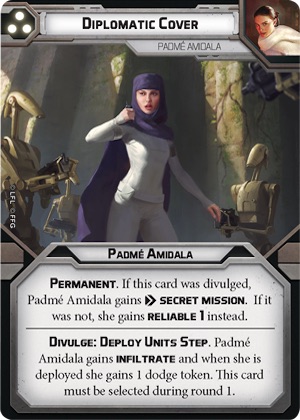 Diplomatic Cover
Padmé Amidala
©LFL ©FFG
Padmé Amidala
Permanent. If this card was divulged,
Padmé Amidala gains secret mission. If it
was not, she gains reliable 1 instead.
Divulge: Deploy Units Step. Padmé
Amidala gains infiltrate and when she is
deployed she gains 1 dodge token. This card
must be selected during round 1.